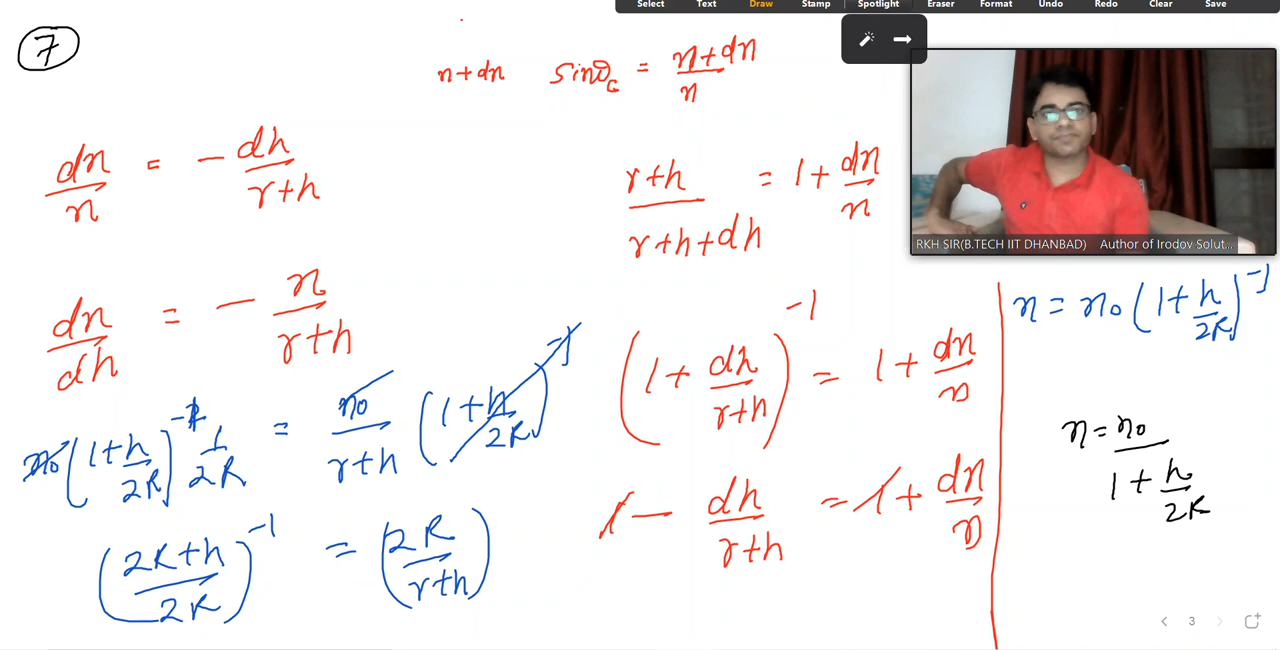 Select Text Draw Stamp Spotlight Eraser Format Undo Redo Clear Save
7
n+dn sinθc = (n+dn)/n
dn/n = - dh/(r+h)
(r+h)/(r+h+dh) = 1 + dn/n
RKH SIR(B.TECH IIT DHANBAD) Author of Irodov Solut...
dn/dh = - n/(r+h)
n0 (1+h/2R)^-1 1/2R = n0/(r+h) (1+h/2R)^-1
(2R+h/2R)^-1 = (2R/(r+h))
(1 + dh/(r+h))^-1 = 1 + dn/n
1 - dh/(r+h) = 1 + dn/n
n = n0 (1 + h/2R)^-1
n = n0/(1 + h/2R)
3